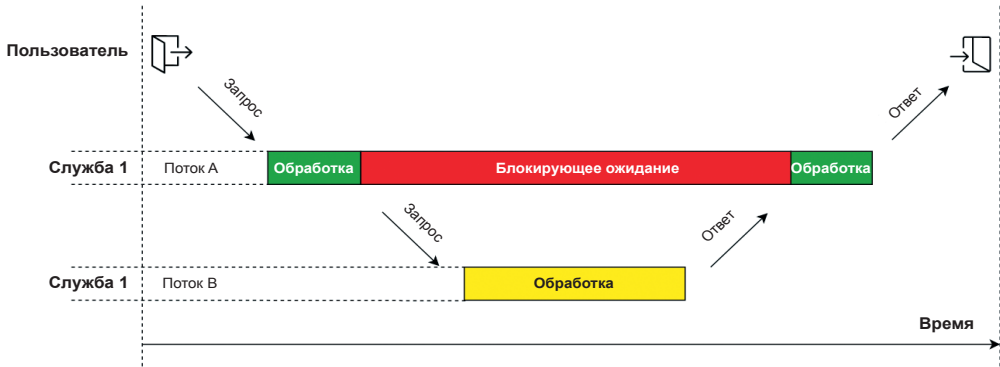 Пользователь
Запрос
Ответ
Служба 1
Поток A
Обработка
Блокирующее ожидание
Обработка
Запрос
Ответ
Служба 1
Поток B
Обработка
Время